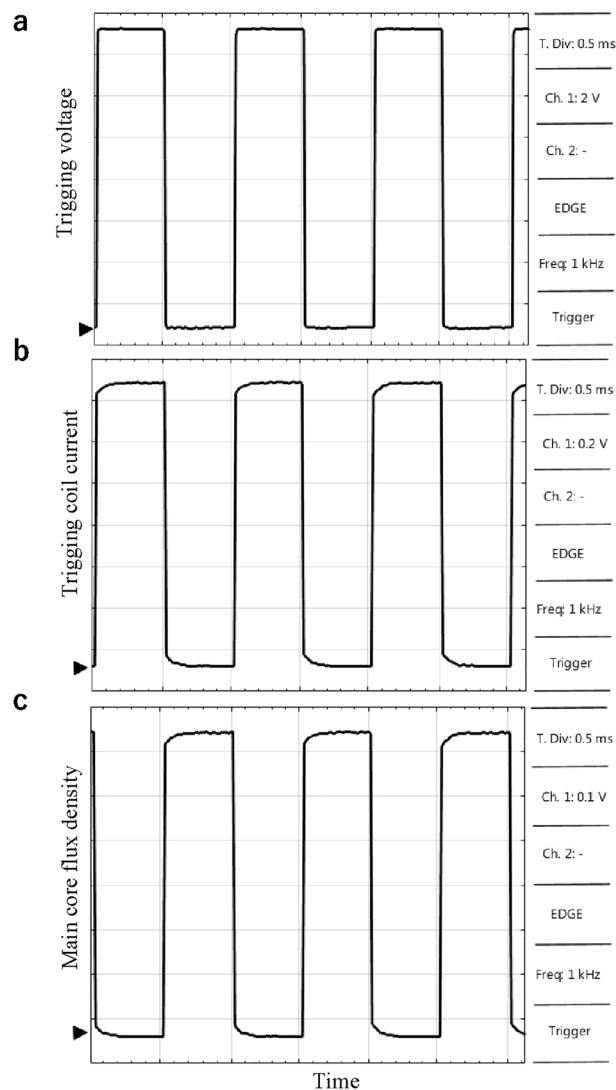 a
Trigging voltage
T. Div: 0.5 ms
Ch. 1: 2 V
Ch. 2: -
EDGE
Freq: 1 kHz
Trigger
b
Trigging coil current
T. Div: 0.5 ms
Ch. 1: 0.2 V
Ch. 2: -
EDGE
Freq: 1 kHz
Trigger
c
Main core flux density
T. Div: 0.5 ms
Ch. 1: 0.1 V
Ch. 2: -
EDGE
Freq: 1 kHz
Trigger
Time